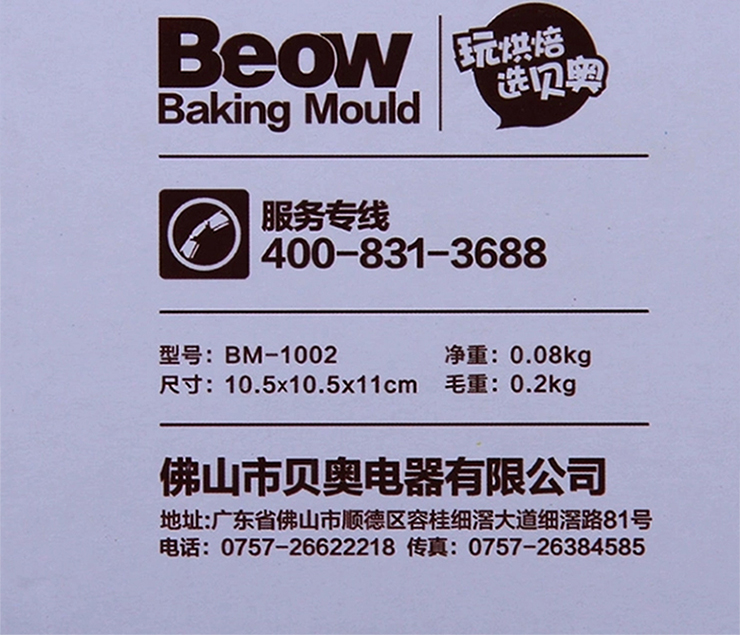 Beow
Baking Mould
玩烘焙
选贝奥
服务专线
400-831-3688
型号：BM-1002 净重：0.08kg
尺寸：10.5x10.5x11cm 毛重：0.2kg
佛山市贝奥电器有限公司
地址:广东省佛山市顺德区容桂细滘大道细滘路81号
电话：0757-26622218 传真：0757-26384585